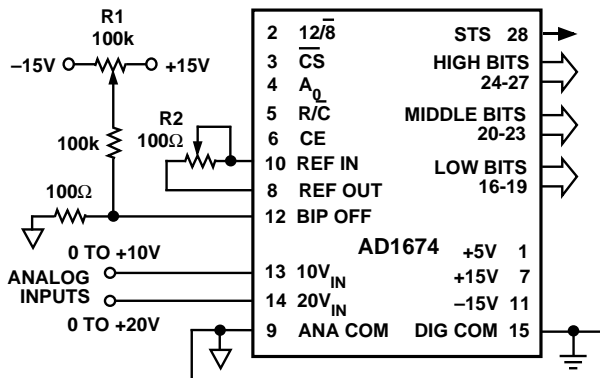 R1
100k
–15V
+15V
100k
R2
100Ω
100Ω
0 TO +10V
ANALOG
INPUTS
0 TO +20V
2 12/8̅
3 C̅S̅
4 A₀
5 R/C̅
6 CE
10 REF IN
8 REF OUT
12 BIP OFF
AD1674
13 10VIN
14 20VIN
9 ANA COM
STS 28
HIGH BITS
24-27
MIDDLE BITS
20-23
LOW BITS
16-19
+5V 1
+15V 7
–15V 11
DIG COM 15